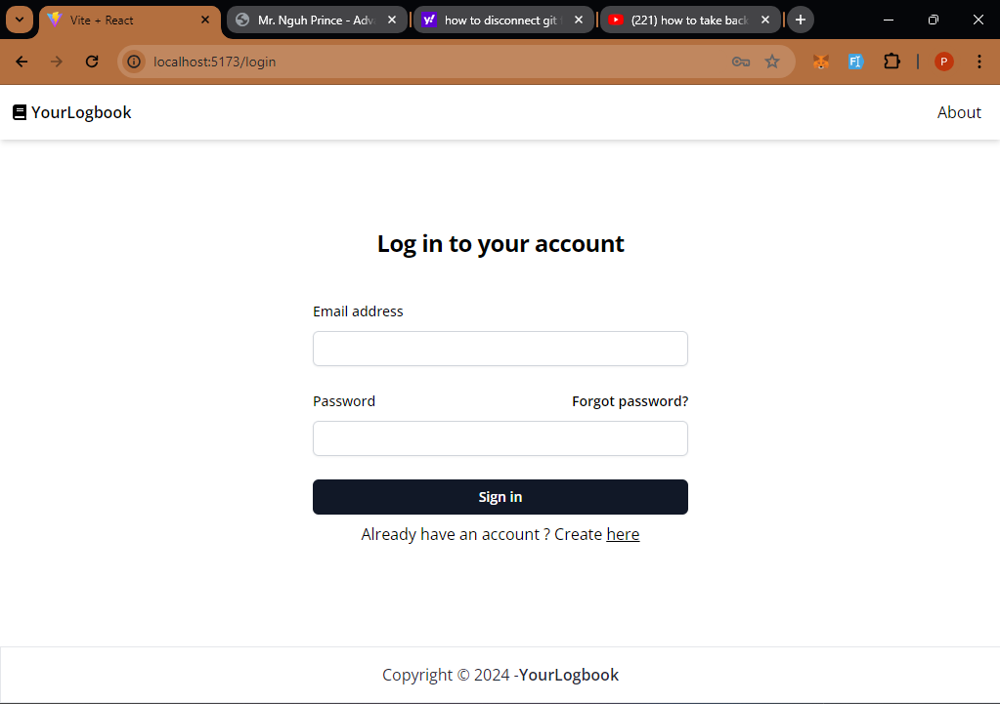 Vite + React
Mr. Nguh Prince - Adv
how to disconnect git
(221) how to take back
localhost:5173/login
P
YourLogbook
About
Log in to your account
Email address
Password
Forgot password?
Sign in
Already have an account ? Create here
Copyright © 2024 -YourLogbook